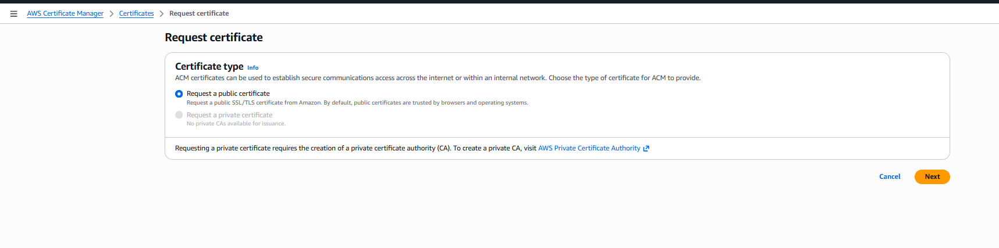 AWS Certificate Manager > Certificates > Request certificate
Request certificate
Certificate type Info
ACM certificates can be used to establish secure communications access across the internet or within an internal network. Choose the type of certificate for ACM to provide.
Request a public certificate
Request a public SSL/TLS certificate from Amazon. By default, public certificates are trusted by browsers and operating systems.
Request a private certificate
No private CAs available for issuance.
Requesting a private certificate requires the creation of a private certificate authority (CA). To create a private CA, visit AWS Private Certificate Authority
Cancel Next